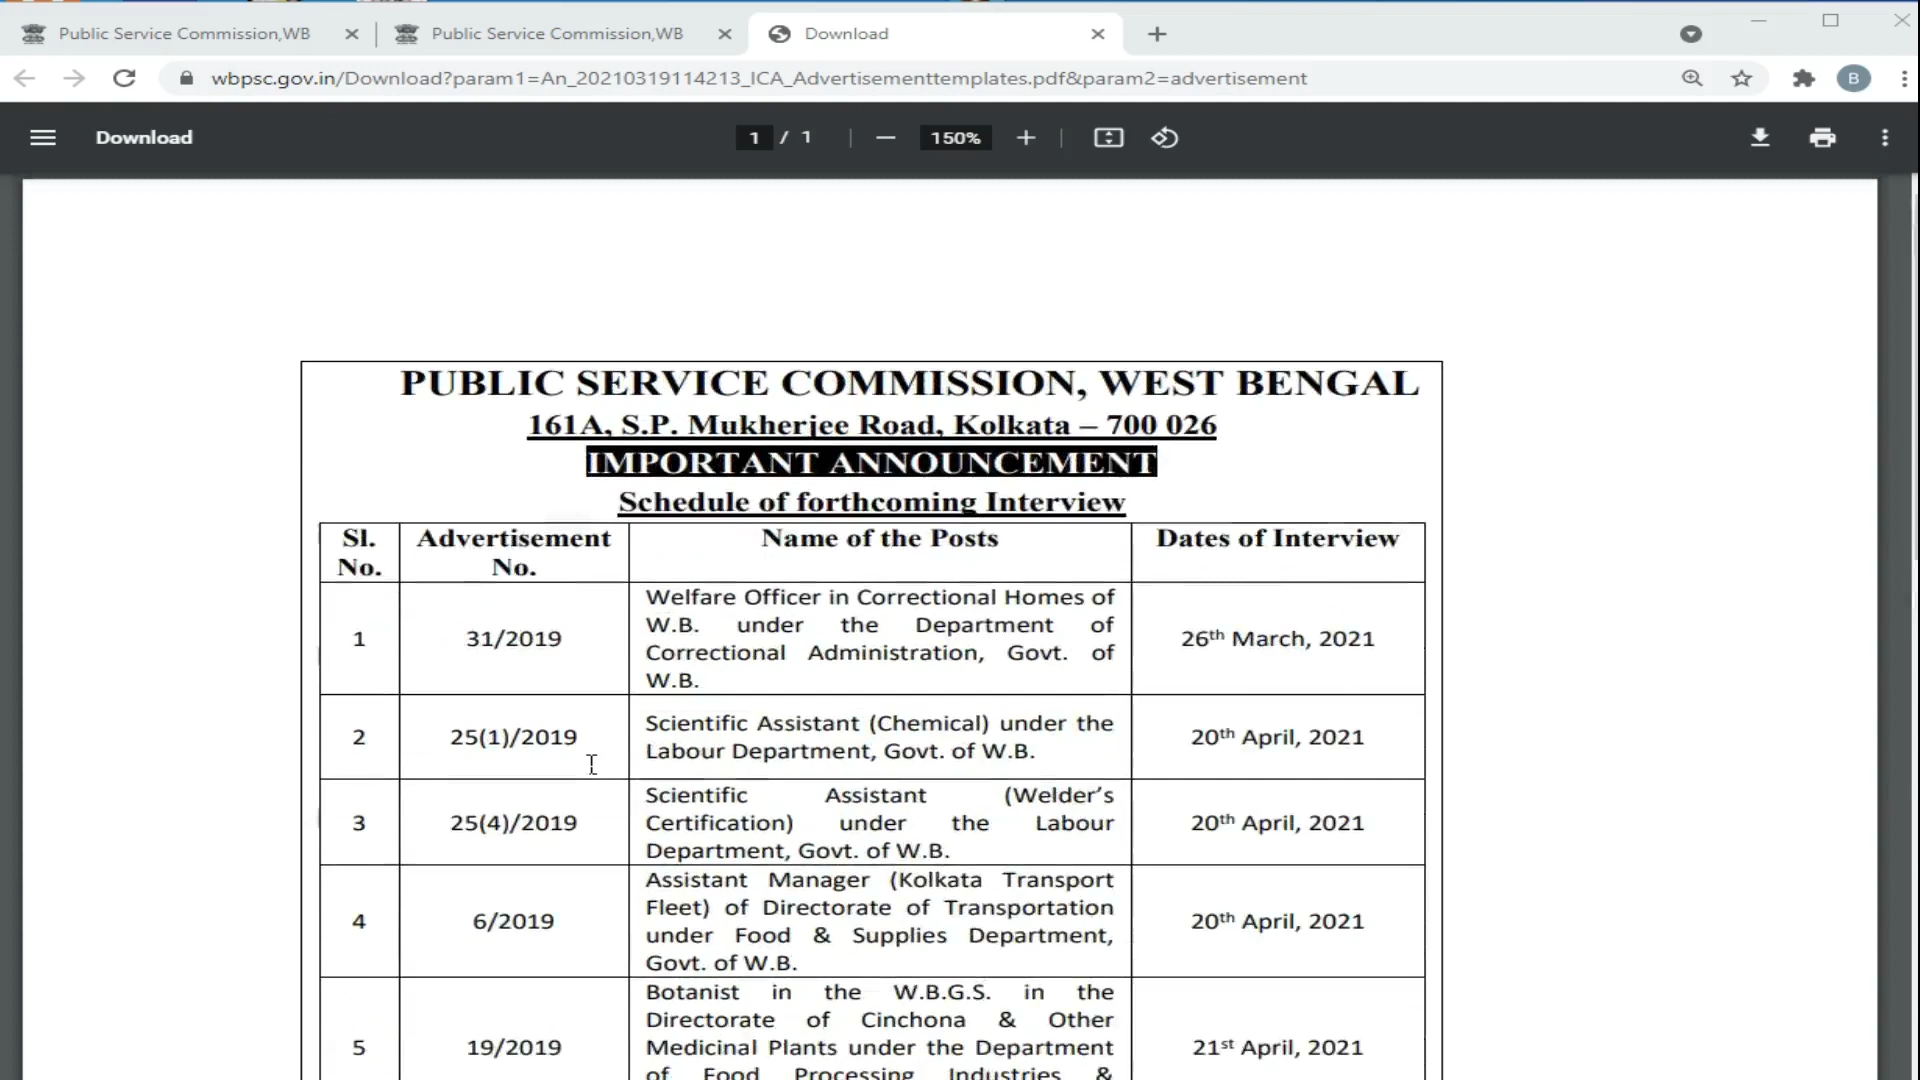 Public Service Commission,WB
Public Service Commission,WB
Download
wbpsc.gov.in/Download?param1=An_20210319114213_ICA_Advertisementtemplates.pdf&param2=advertisement
B
Download
1 / 1
150%
PUBLIC SERVICE COMMISSION, WEST BENGAL
161A, S.P. Mukherjee Road, Kolkata – 700 026
IMPORTANT ANNOUNCEMENT
Schedule of forthcoming Interview
Sl. No.
Advertisement No.
Name of the Posts
Dates of Interview
1
31/2019
Welfare Officer in Correctional Homes of
W.B. under the Department of
Correctional Administration, Govt. of
W.B.
26th March, 2021
2
25(1)/2019
Scientific Assistant (Chemical) under the
Labour Department, Govt. of W.B.
20th April, 2021
3
25(4)/2019
Scientific Assistant (Welder’s
Certification) under the Labour
Department, Govt. of W.B.
20th April, 2021
4
6/2019
Assistant Manager (Kolkata Transport
Fleet) of Directorate of Transportation
under Food & Supplies Department,
Govt. of W.B.
20th April, 2021
5
19/2019
Botanist in the W.B.G.S. in the
Directorate of Cinchona & Other
Medicinal Plants under the Department
of Food Processing Industries &
21st April, 2021